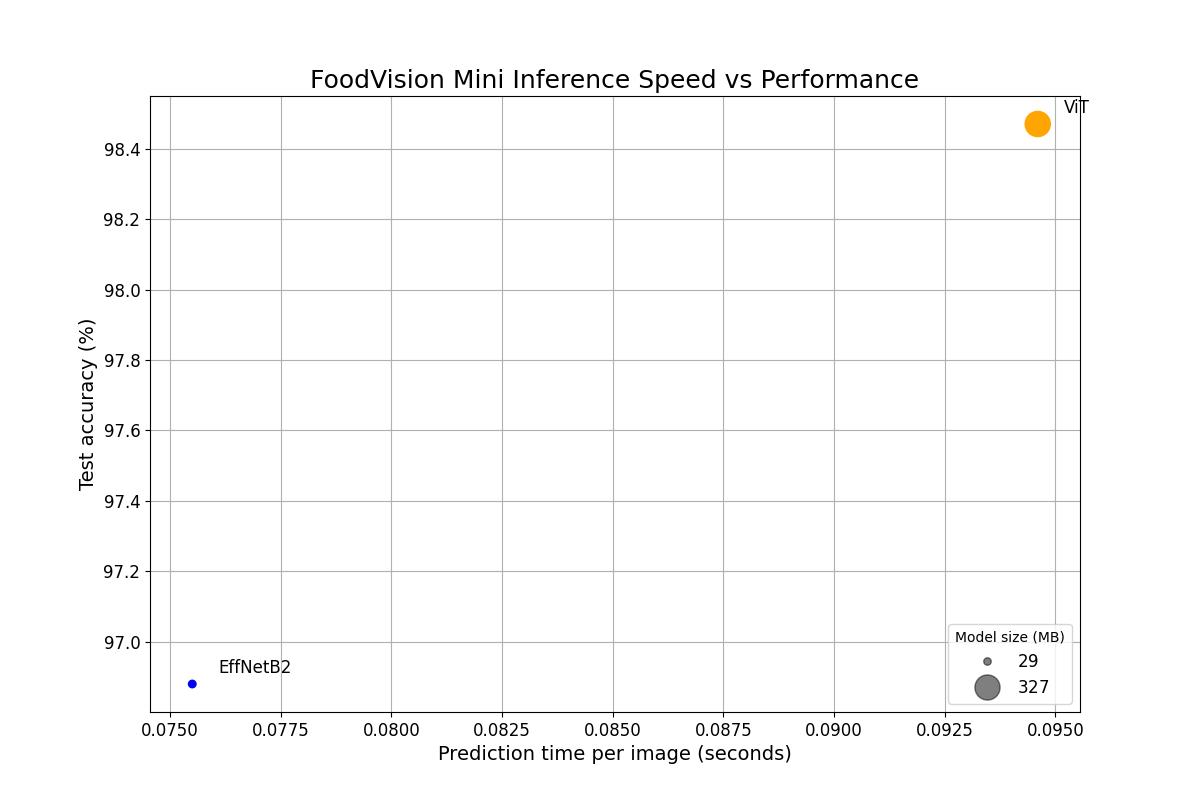 FoodVision Mini Inference Speed vs Performance
ViT
98.4
98.2
98.0
97.8
97.6
97.4
97.2
97.0
Test accuracy (%)
EffNetB2
Model size (MB)
29
327
0.0750 0.0775 0.0800 0.0825 0.0850 0.0875 0.0900 0.0925 0.0950
Prediction time per image (seconds)